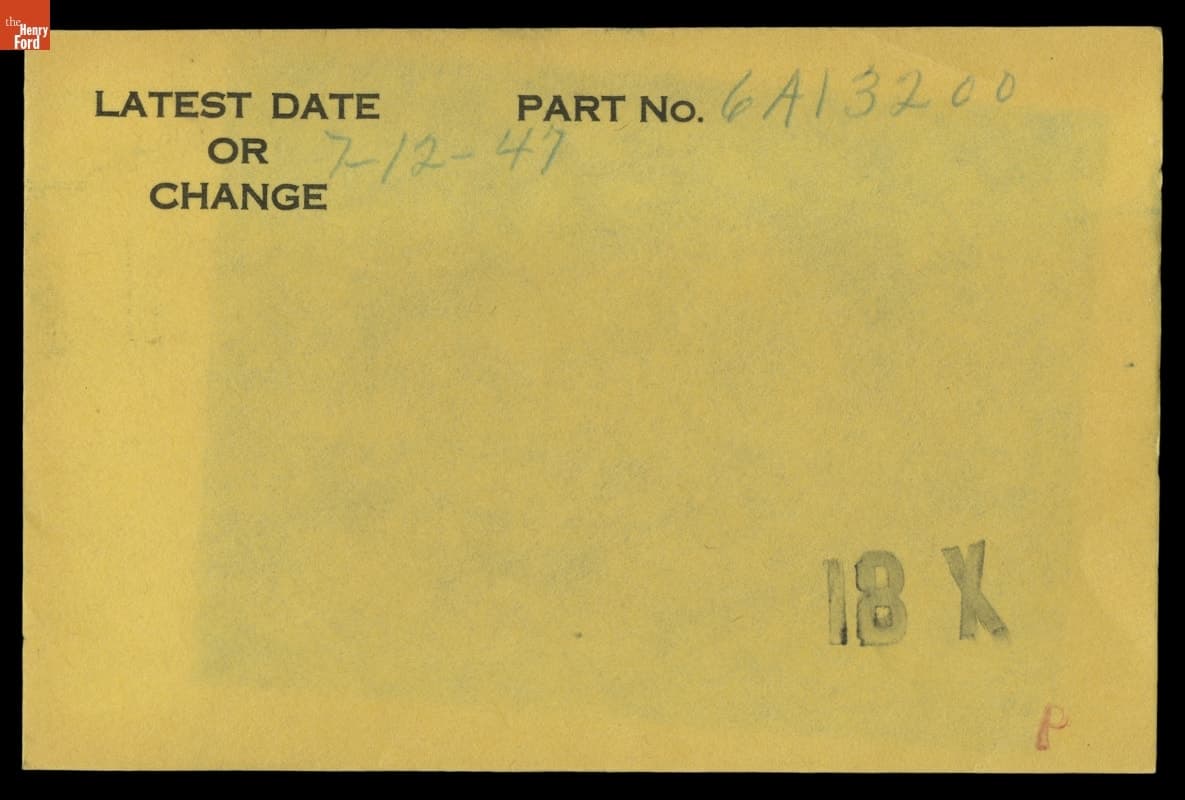 the
Henry
Ford
LATEST DATE
OR
CHANGE
7-12-47
PART No. 6A13200
18 X
P